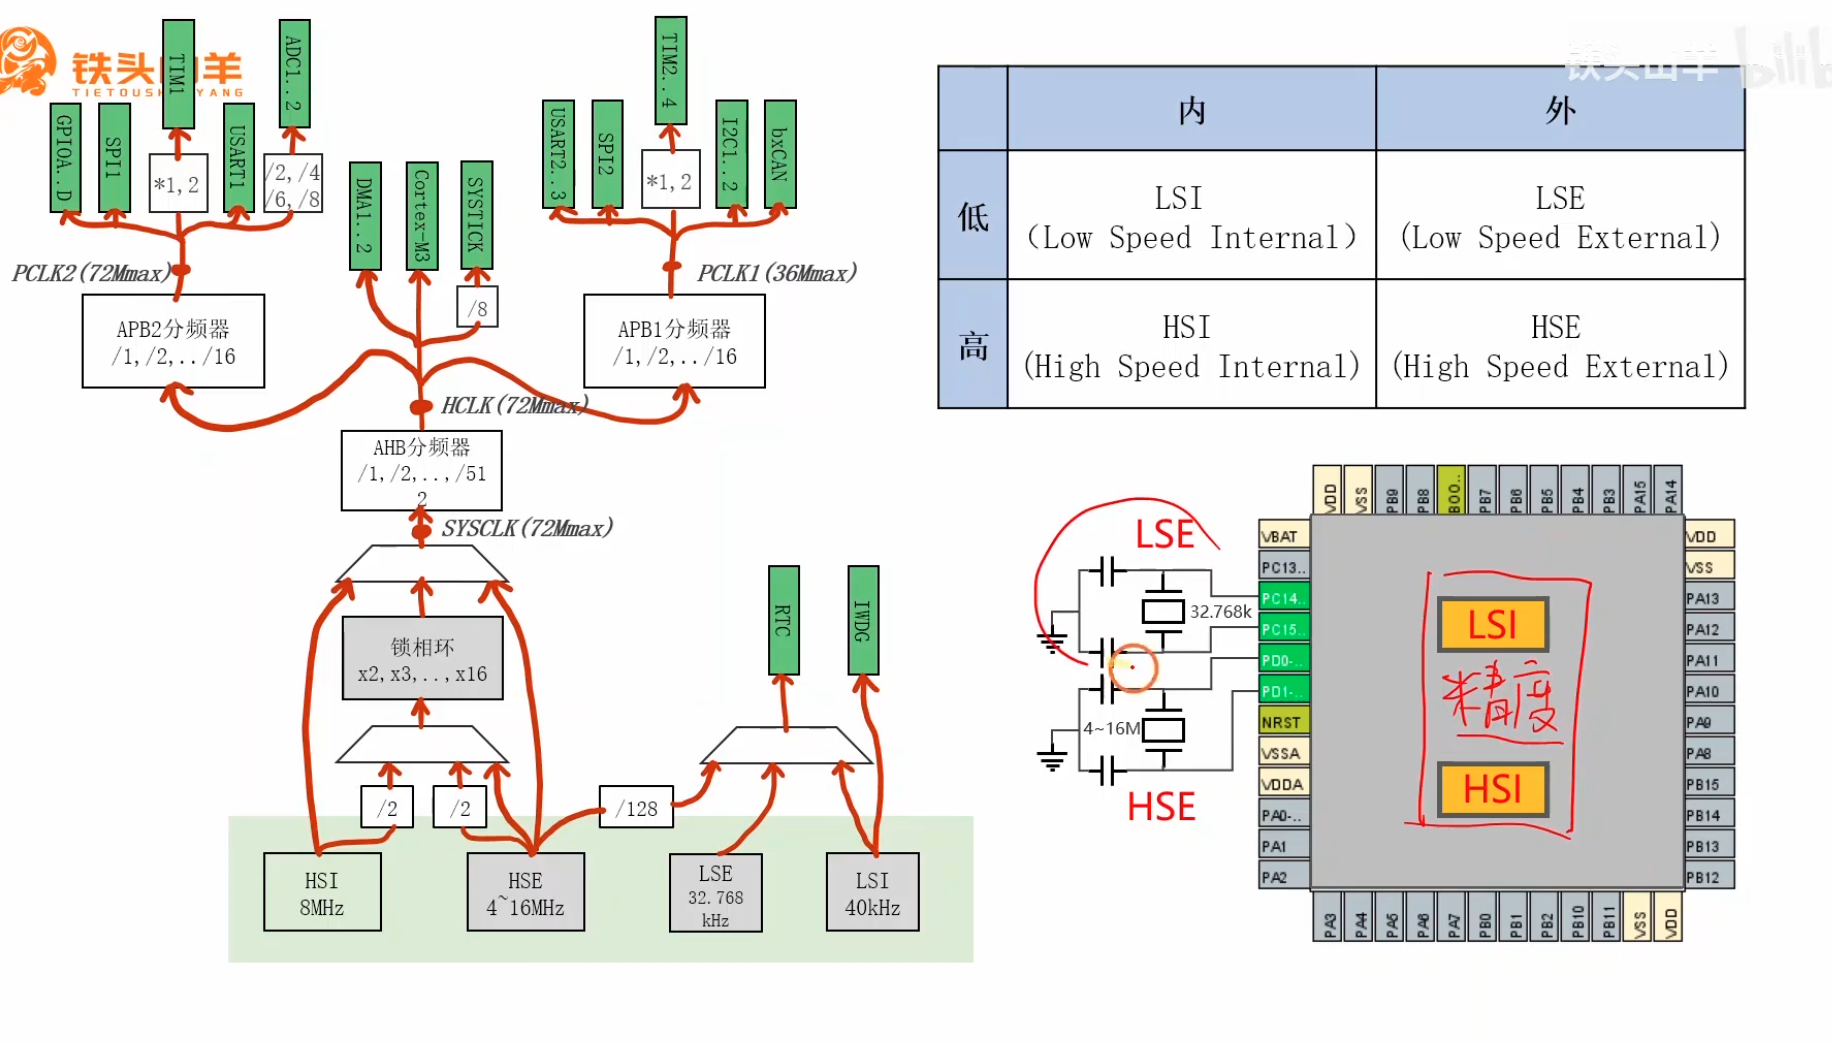 铁头山羊
TIETOUSHANYANG
TIM1
ADC1..2
GPIOA..D
SPI1
*1,2
USART1
/2,/4
/6,/8
PCLK2(72Mmax)
APB2分频器
/1,/2,../16
DMA1..2
Cortex-M3
SYSTICK
/8
TIM2..4
USART2..3
SPI2
*1,2
I2C1..2
bxCAN
PCLK1(36Mmax)
APB1分频器
/1,/2,../16
HCLK(72Mmax)
AHB分频器
/1,/2,..,/51
2
SYSCLK(72Mmax)
锁相环
x2,x3,..,x16
RTC
IWDG
/2
/2
/128
HSI
8MHz
HSE
4~16MHz
LSE
32.768
kHz
LSI
40kHz
铁头山羊
内
外
低
LSI
(Low Speed Internal)
LSE
(Low Speed External)
高
HSI
(High Speed Internal)
HSE
(High Speed External)
LSE
32.768k
4~16M
HSE
VDD
VSS
PB9
PB8
BOO..
PB7
PB6
PB5
PB4
PB3
PA15
PA14
VBAT
PC13..
PC14..
PC15..
PD0-..
PD1-..
NRST
VSSA
VDDA
PA0-..
PA1
PA2
LSI
精度
HSI
VDD
VSS
PA13
PA12
PA11
PA10
PA9
PA8
PB15
PB14
PB13
PB12
PA3
PA4
PA5
PA6
PA7
PB0
PB1
PB2
PB10
PB11
VSS
VDD